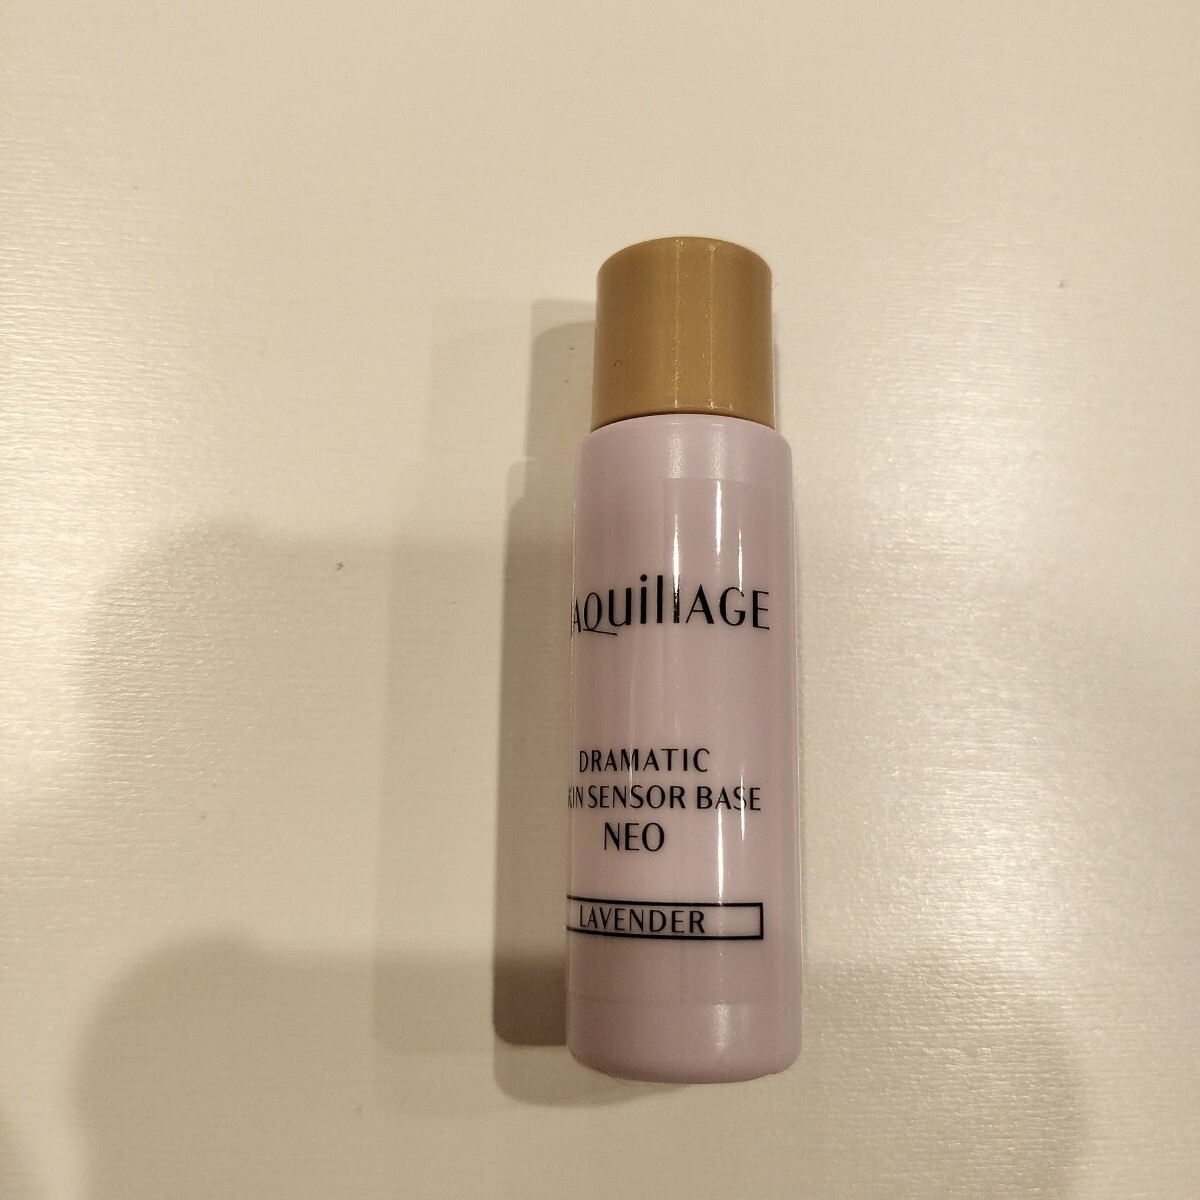 AQuillAGE
DRAMATIC
KIN SENSOR BASE
NEO
LAVENDER